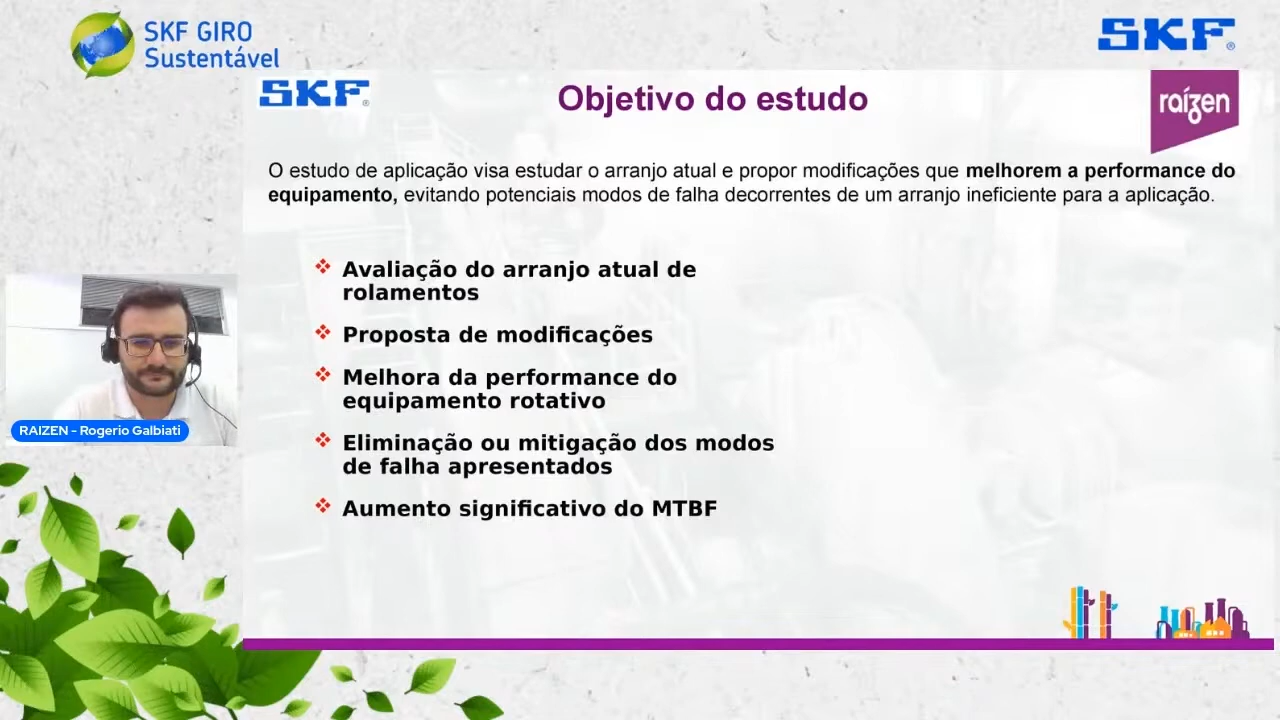 SKF GIRO
Sustentável
SKF®
SKF®
Objetivo do estudo
raízen
O estudo de aplicação visa estudar o arranjo atual e propor modificações que melhorem a performance do
equipamento, evitando potenciais modos de falha decorrentes de um arranjo ineficiente para a aplicação.
❖ Avaliação do arranjo atual de
rolamentos
❖ Proposta de modificações
❖ Melhora da performance do
equipamento rotativo
❖ Eliminação ou mitigação dos modos
de falha apresentados
❖ Aumento significativo do MTBF
RAIZEN - Rogerio Galbiati